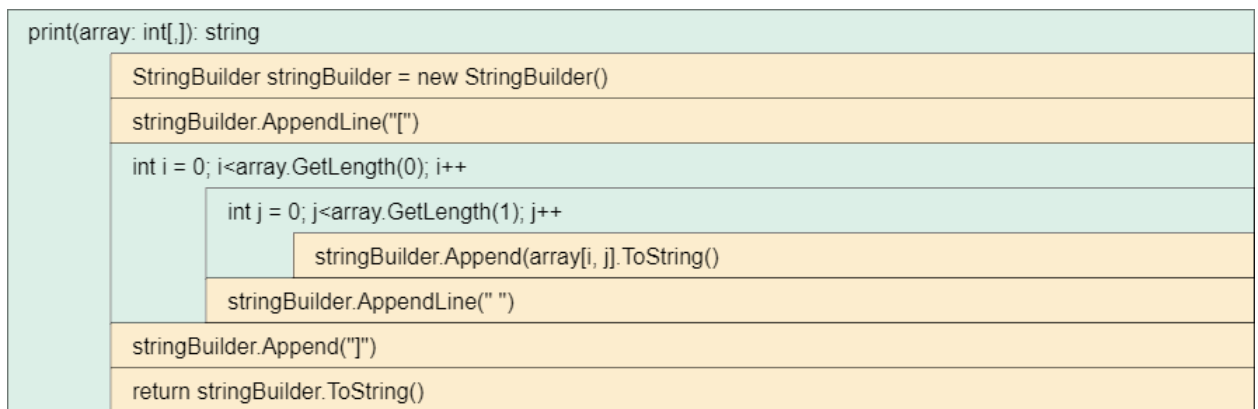 print(array: int[,]): string
StringBuilder stringBuilder = new StringBuilder()
stringBuilder.AppendLine("[")
int i = 0; i<array.GetLength(0); i++
int j = 0; j<array.GetLength(1); j++
stringBuilder.Append(array[i, j].ToString()
stringBuilder.AppendLine(" ")
stringBuilder.Append("]")
return stringBuilder.ToString()